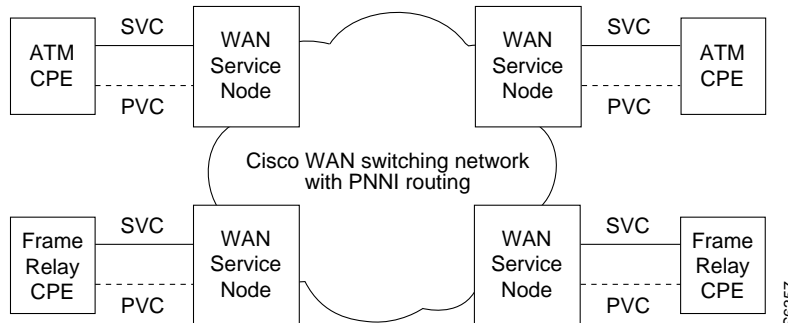 SVC
ATM
CPE
PVC
WAN
Service
Node
WAN
Service
Node
SVC
PVC
ATM
CPE
Cisco WAN switching network
with PNNI routing
Frame
Relay
CPE
SVC
PVC
WAN
Service
Node
WAN
Service
Node
SVC
PVC
Frame
Relay
CPE